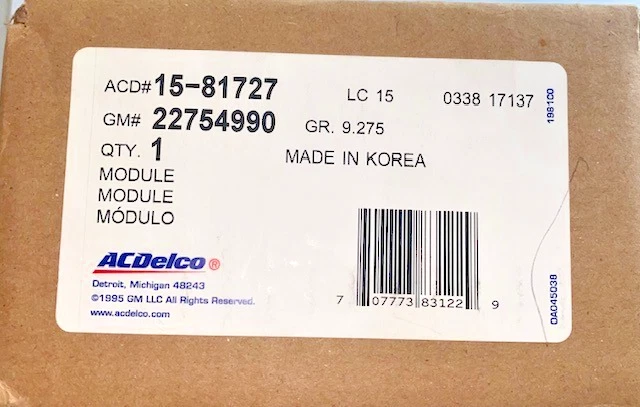 ACD# 15-81727 LC 15 0338 17137
GM# 22754990 GR. 9.275
QTY. 1 MADE IN KOREA
MODULE
MODULE
MÓDULO
ACDelco ®
Detroit, Michigan 48243
©1995 GM LLC All Rights Reserved.
www.acdelco.com
7 07773 83122 9
1981C0
DA045038